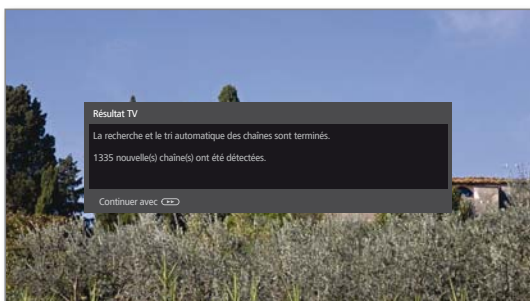 Résultat TV
La recherche et le tri automatique des chaînes sont terminés.
1335 nouvelle(s) chaîne(s) ont été détectées.
Continuer avec